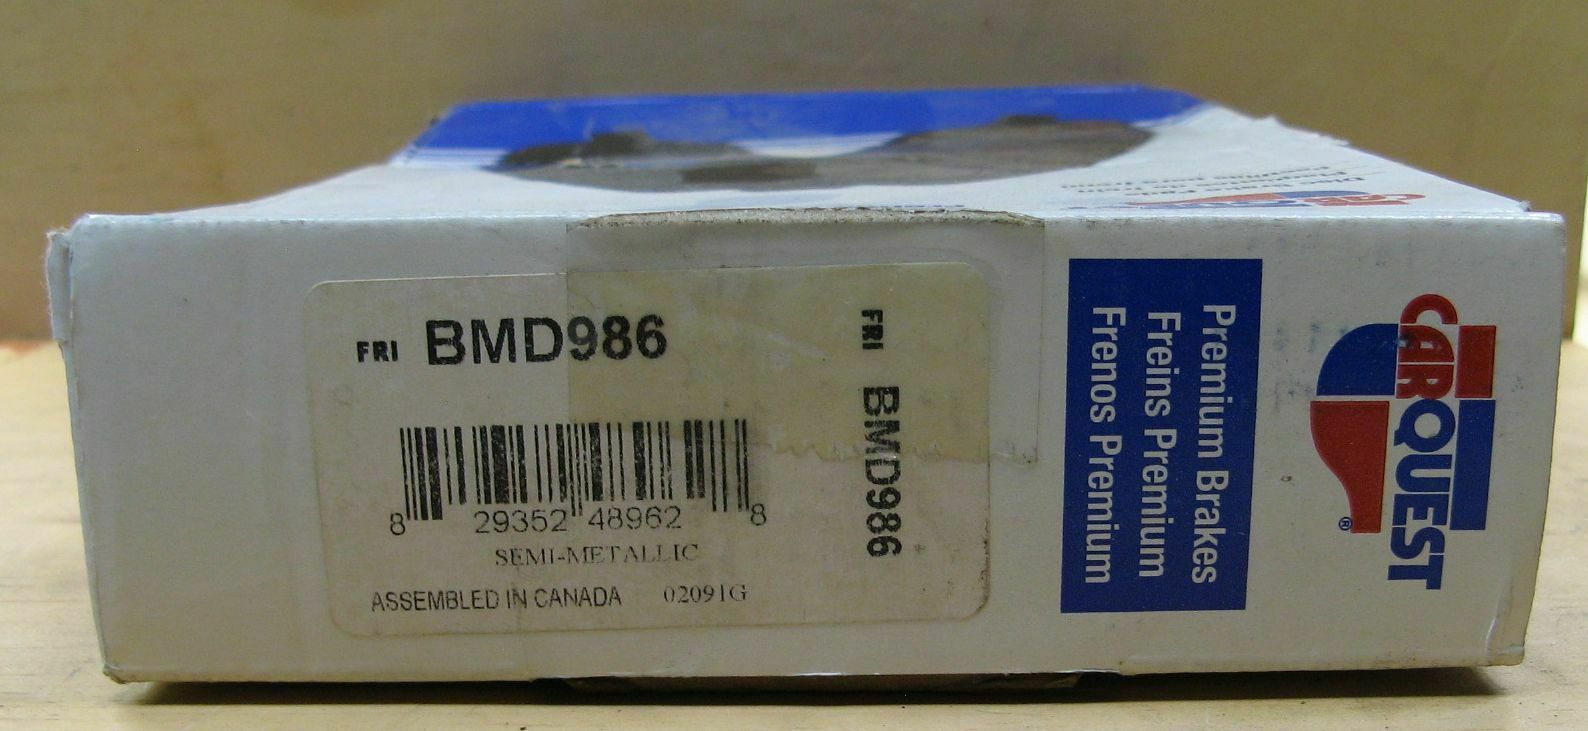 FRI BMD986
8 29352 48962 8
SEMI-METALLIC
ASSEMBLED IN CANADA 02091G
FRI BMD986
Premium Brakes
Freins Premium
Frenos Premium
CARQUEST
®